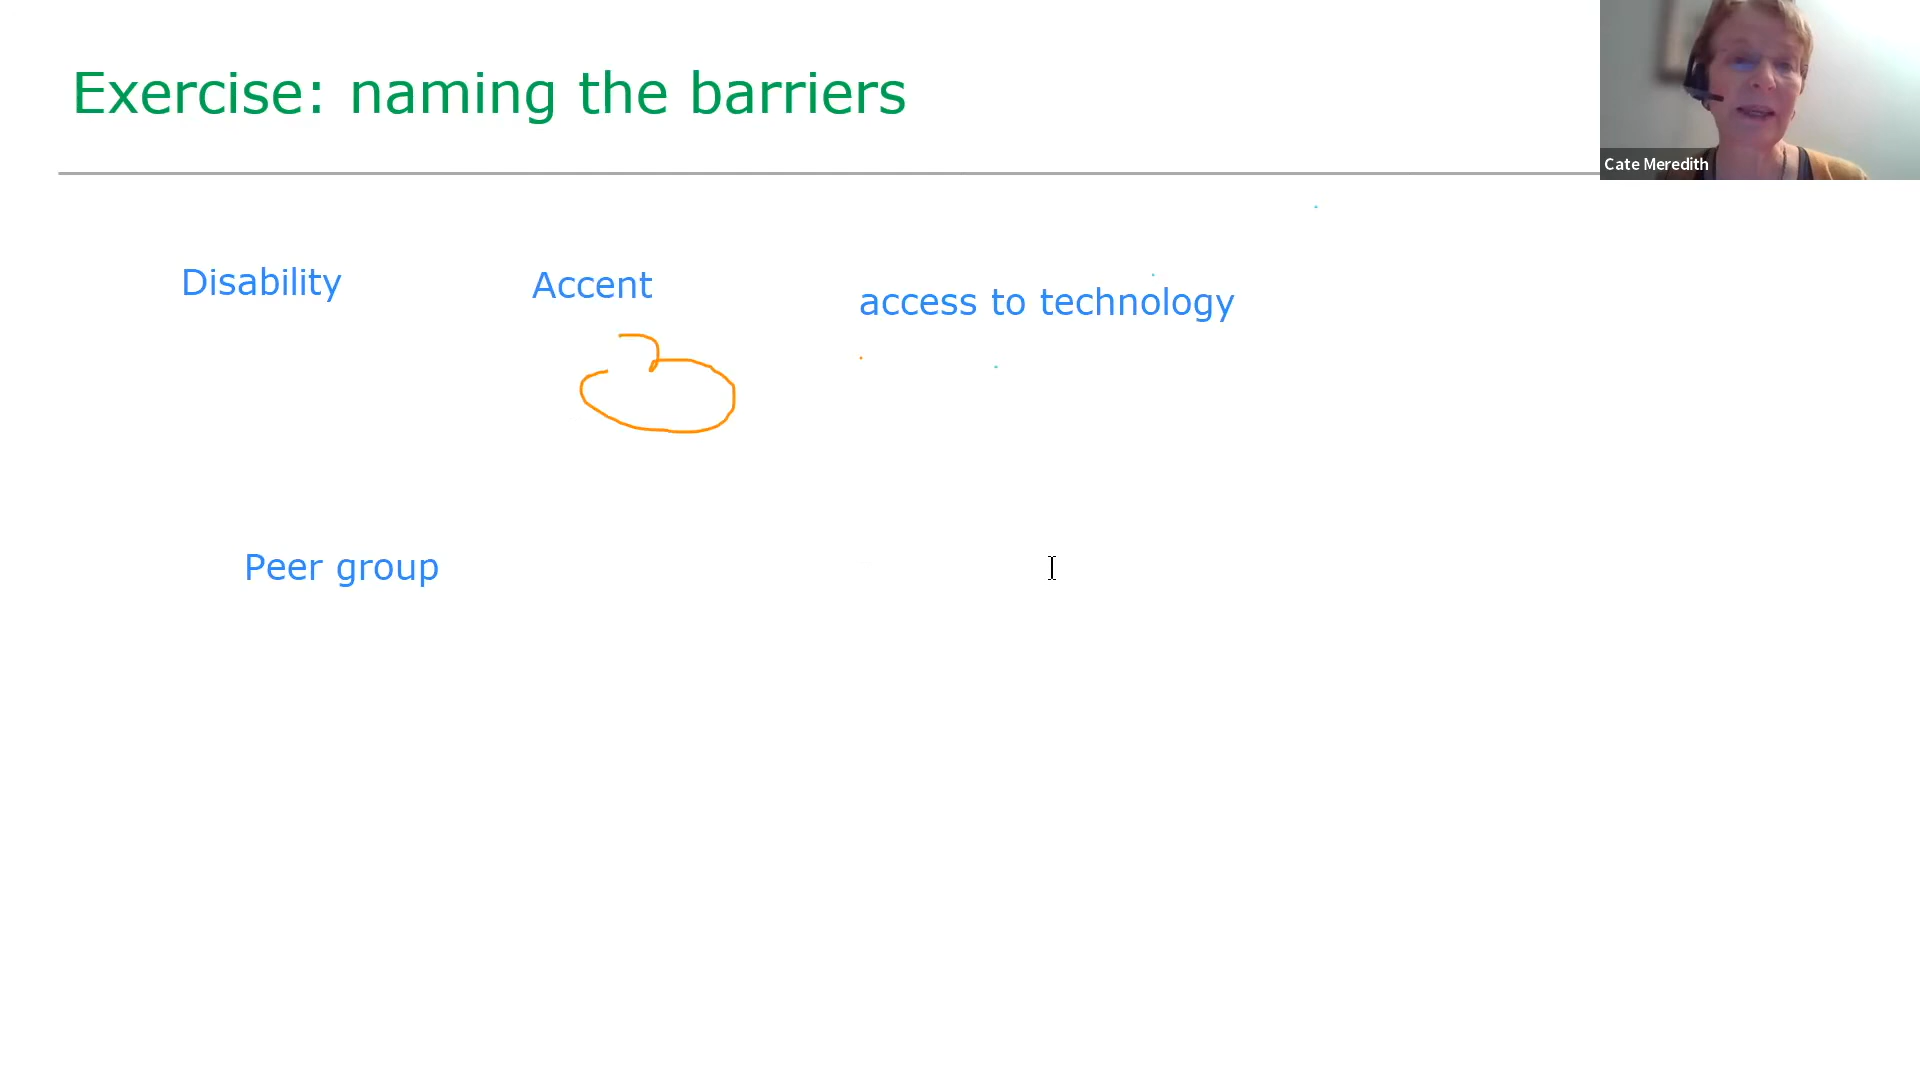 Exercise: naming the barriers
Cate Meredith
Disability
Accent
access to technology
Peer group